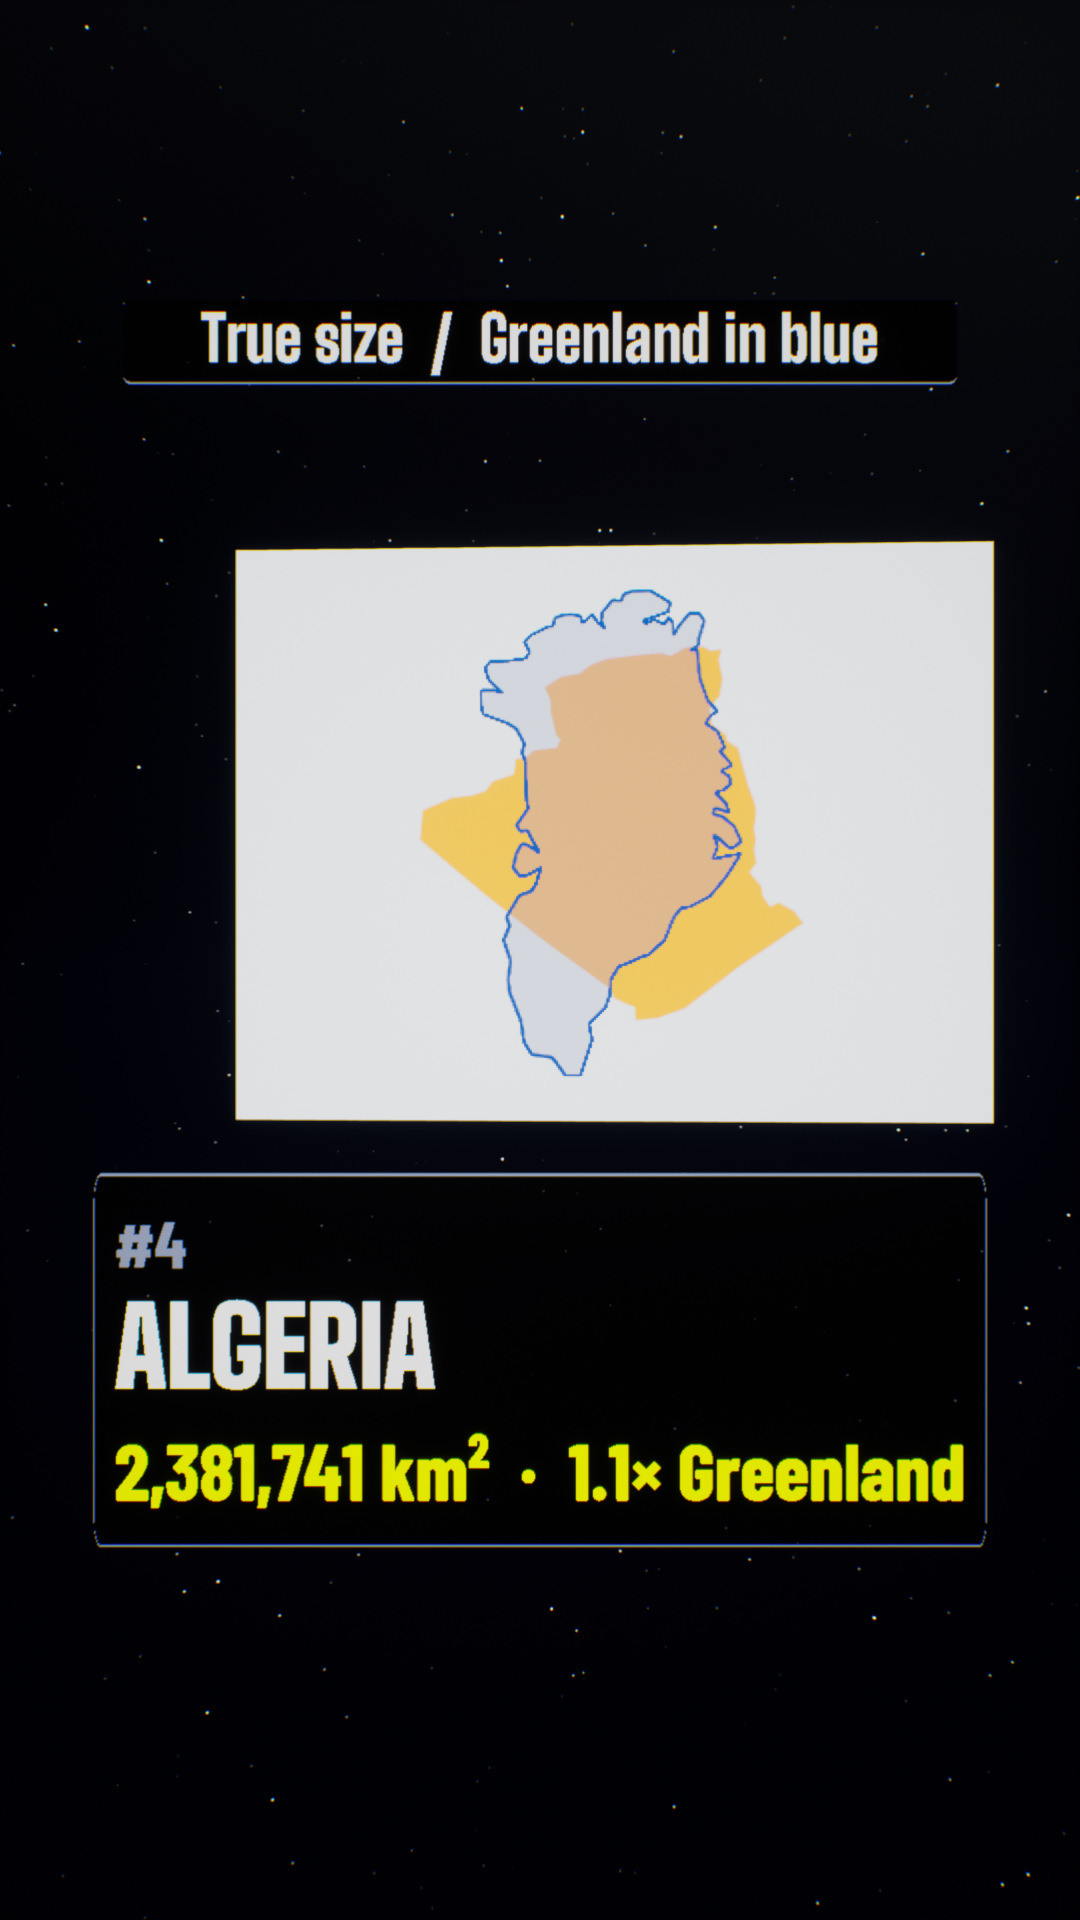 True size / Greenland in blue
#4
ALGERIA
2,381,741 km² • 1.1× Greenland